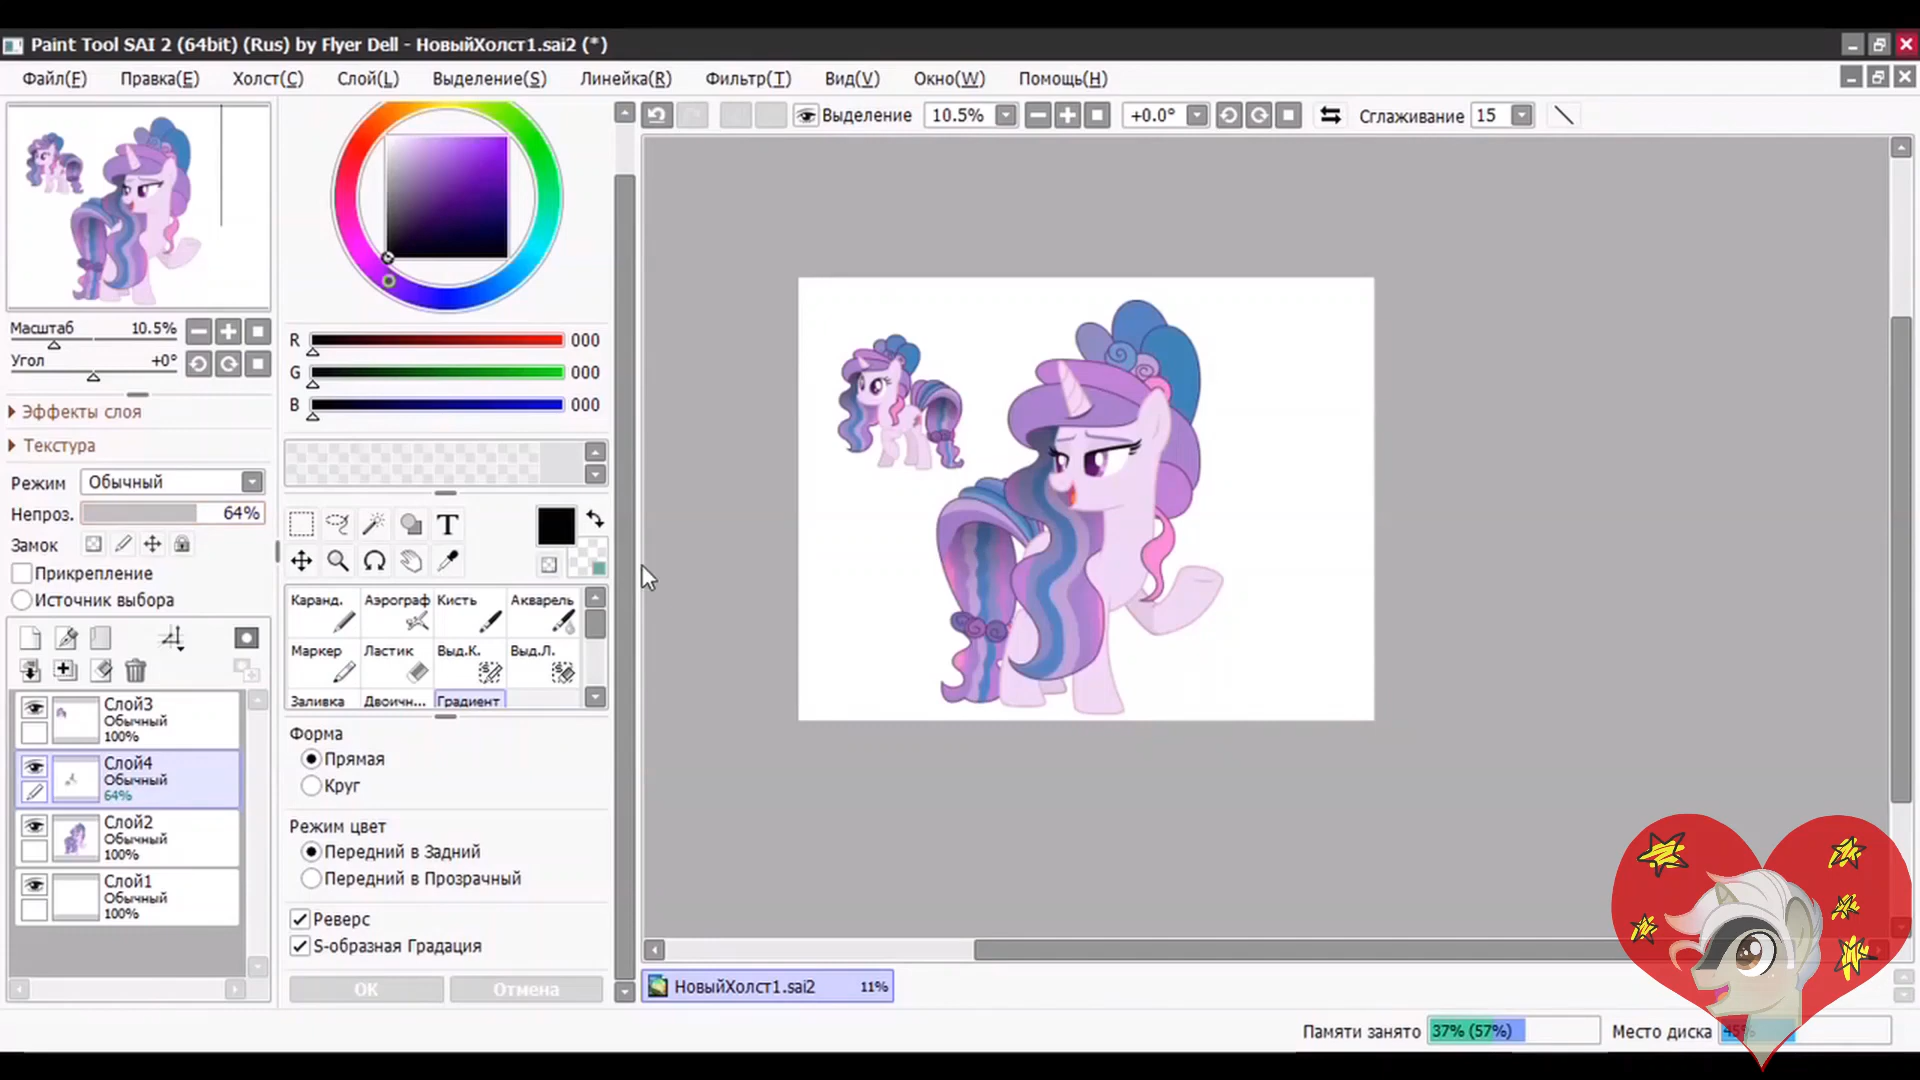 Paint Tool SAI 2 (64bit) (Rus) by Flyer Dell - НовыйХолст1.sai2 (*)
Файл(F) Правка(E) Холст(C) Слой(L) Выделение(S) Линейка(R) Фильтр(T) Вид(V) Окно(W) Помощь(H)
Выделение 10.5% +0.0° Сглаживание 15
Масштаб 10.5%
Угол +0°
Эффекты слоя
Текстура
Режим Обычный
Непроз. 64%
Замок
Прикрепление
Источник выбора
Слой3
Обычный
100%
Слой4
Обычный
64%
Слой2
Обычный
100%
Слой1
Обычный
100%
R 000
G 000
B 000
T
Каранд. Аэрограф Кисть Акварель
Маркер Ластик Выд.К. Выд.Л.
Заливка Двоичн... Градиент
Форма
Прямая
Круг
Режим цвет
Передний в Задний
Передний в Прозрачный
Реверс
S-образная Градация
OK Отмена
НовыйХолст1.sai2 11%
Памяти занято 37% (57%) Место диска 45%